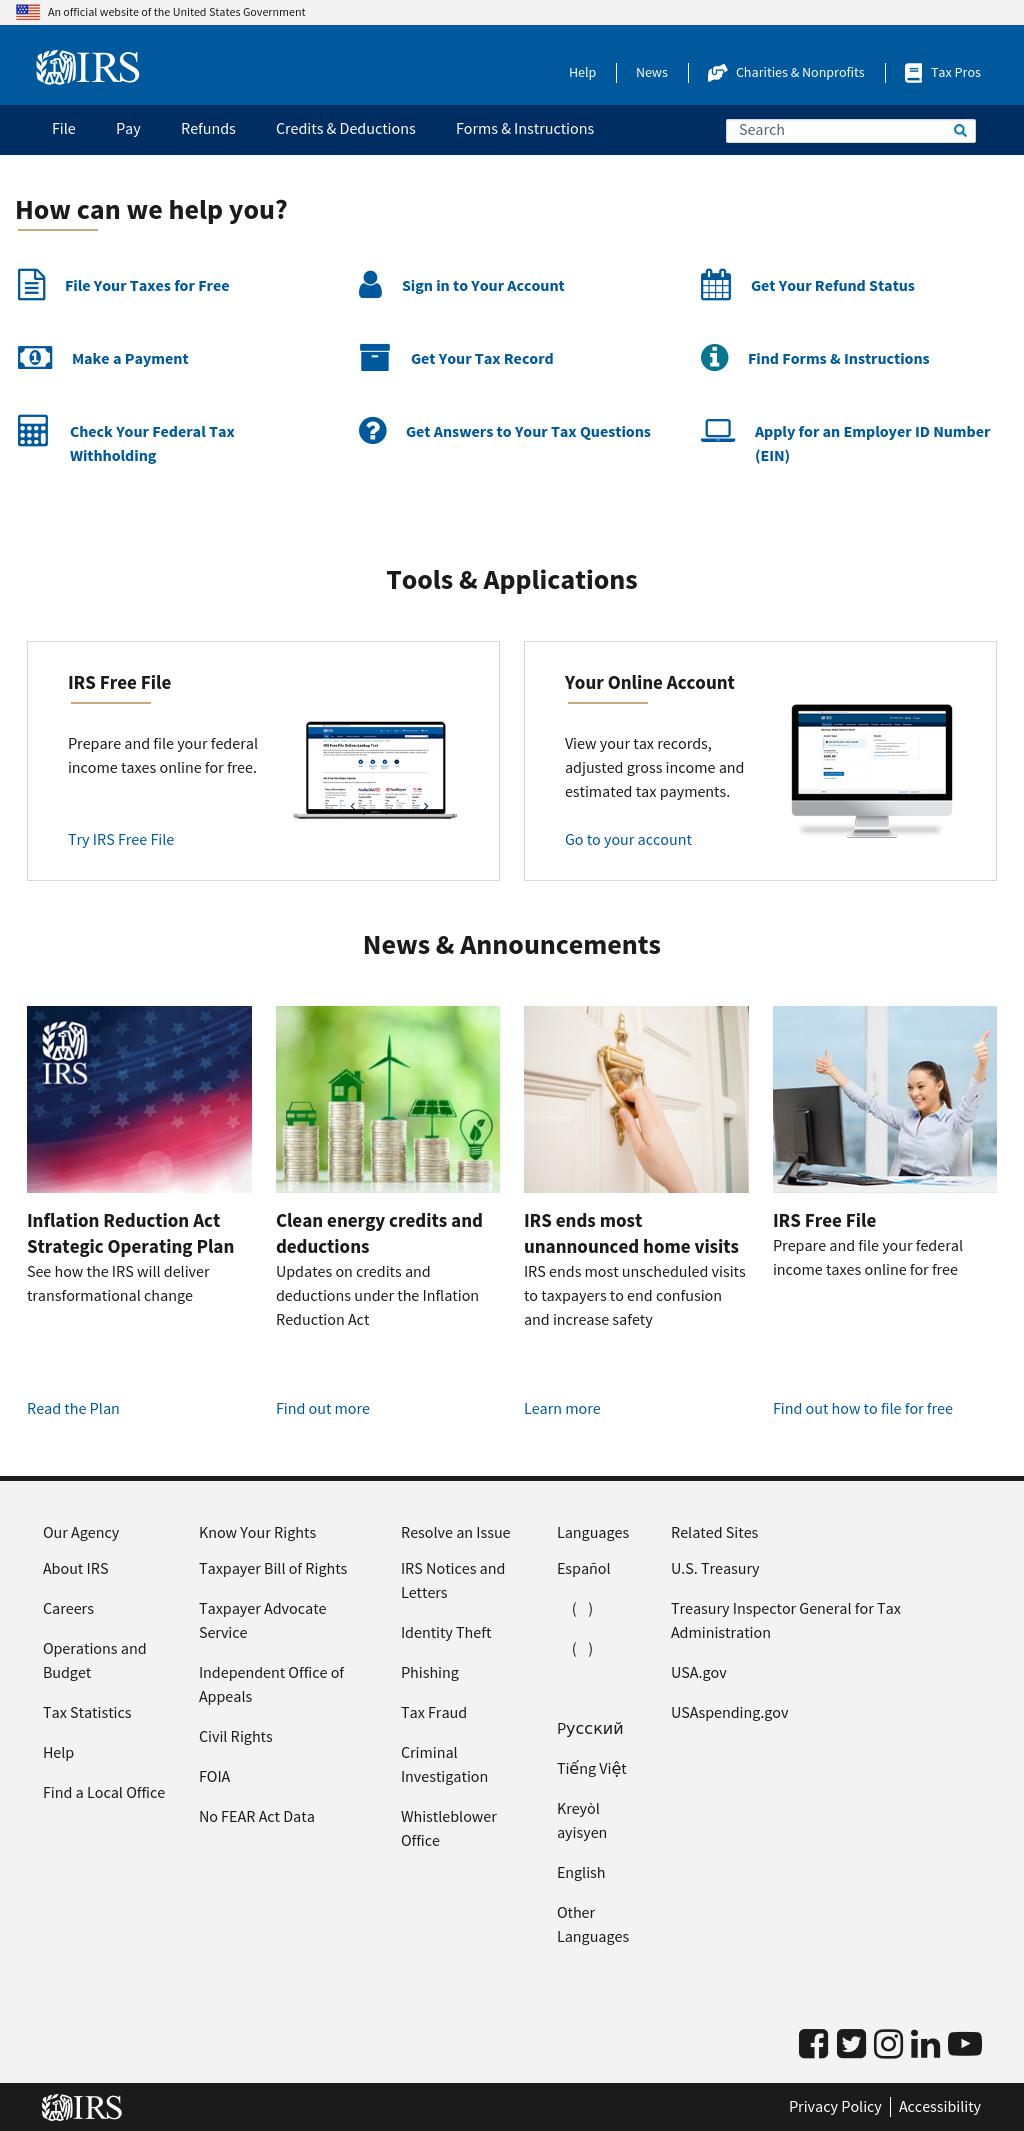 An official website of the United States Government
IRS
Help
News
Charities & Nonprofits
Tax Pros
File
Pay
Refunds
Credits & Deductions
Forms & Instructions
Search
How can we help you?
File Your Taxes for Free
Sign in to Your Account
Get Your Refund Status
Make a Payment
Get Your Tax Record
Find Forms & Instructions
Check Your Federal Tax
Withholding
Get Answers to Your Tax Questions
Apply for an Employer ID Number
(EIN)
Tools & Applications
IRS Free File
Prepare and file your federal
income taxes online for free.
Try IRS Free File
Your Online Account
View your tax records,
adjusted gross income and
estimated tax payments.
Go to your account
News & Announcements
IRS
Inflation Reduction Act
Strategic Operating Plan
See how the IRS will deliver
transformational change
Read the Plan
Clean energy credits and
deductions
Updates on credits and
deductions under the Inflation
Reduction Act
Find out more
IRS ends most
unannounced home visits
IRS ends most unscheduled visits
to taxpayers to end confusion
and increase safety
Learn more
IRS Free File
Prepare and file your federal
income taxes online for free
Find out how to file for free
Our Agency
About IRS
Careers
Operations and
Budget
Tax Statistics
Help
Find a Local Office
Know Your Rights
Taxpayer Bill of Rights
Taxpayer Advocate
Service
Independent Office of
Appeals
Civil Rights
FOIA
No FEAR Act Data
Resolve an Issue
IRS Notices and
Letters
Identity Theft
Phishing
Tax Fraud
Criminal
Investigation
Whistleblower
Office
Languages
Español
( )
( )
Pусский
Tiếng Việt
Kreyòl
ayisyen
English
Other
Languages
Related Sites
U.S. Treasury
Treasury Inspector General for Tax
Administration
USA.gov
USAspending.gov
IRS
Privacy Policy
Accessibility